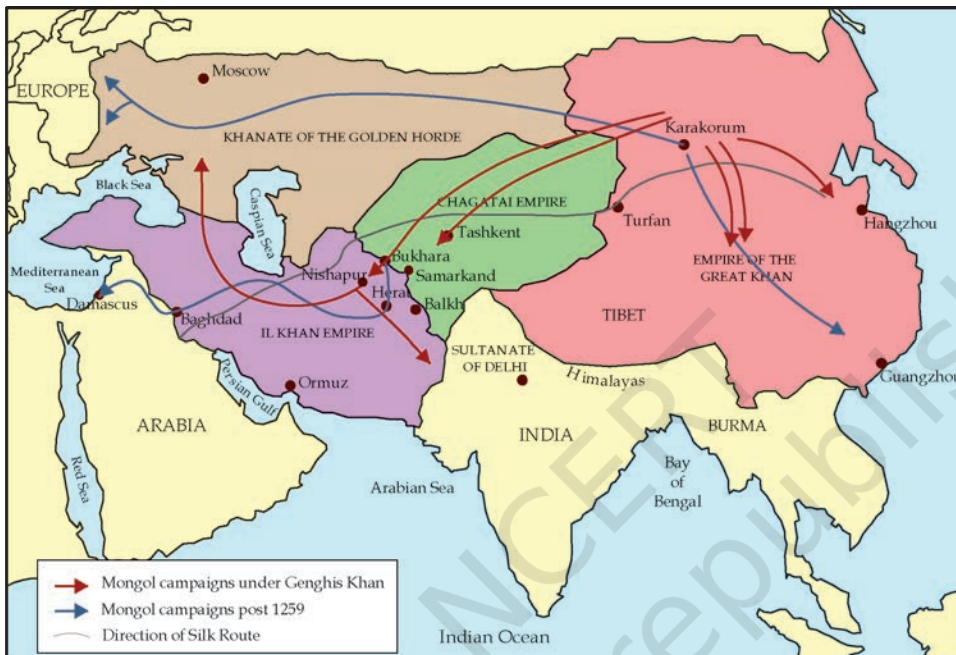 Moscow
EUROPE
Karakorum
KHANATE OF THE GOLDEN HORDE
Black Sea
Caspian Sea
CHAGATAI EMPIRE
Turfan
Hangzhou
Tashkent
Bukhara
Mediterranean
Sea
Nishapur
Samarkand
EMPIRE OF THE
GREAT KHAN
Damascus
Herat
Balkh
Baghdad
IL KHAN EMPIRE
TIBET
SULTANATE
OF DELHI
Himalayas
Guangzhou
Persian Gulf
Ormuz
ARABIA
INDIA
BURMA
Red Sea
Arabian Sea
Bay
of
Bengal
Mongol campaigns under Genghis Khan
Mongol campaigns post 1259
Direction of Silk Route
Indian Ocean
NCERT
republis